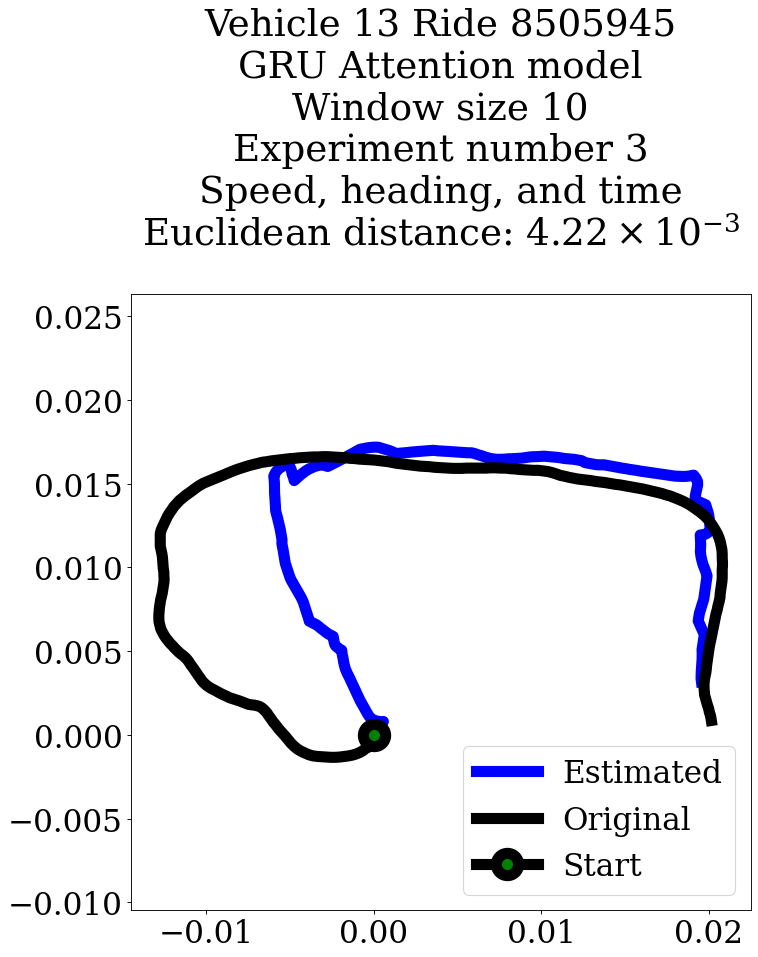 Vehicle 13 Ride 8505945
GRU Attention model
Window size 10
Experiment number 3
Speed, heading, and time
Euclidean distance: 4.22 × 10⁻³
0.025
0.020
0.015
0.010
0.005
0.000
−0.005
−0.010
−0.01
0.00
0.01
0.02
Estimated
Original
Start